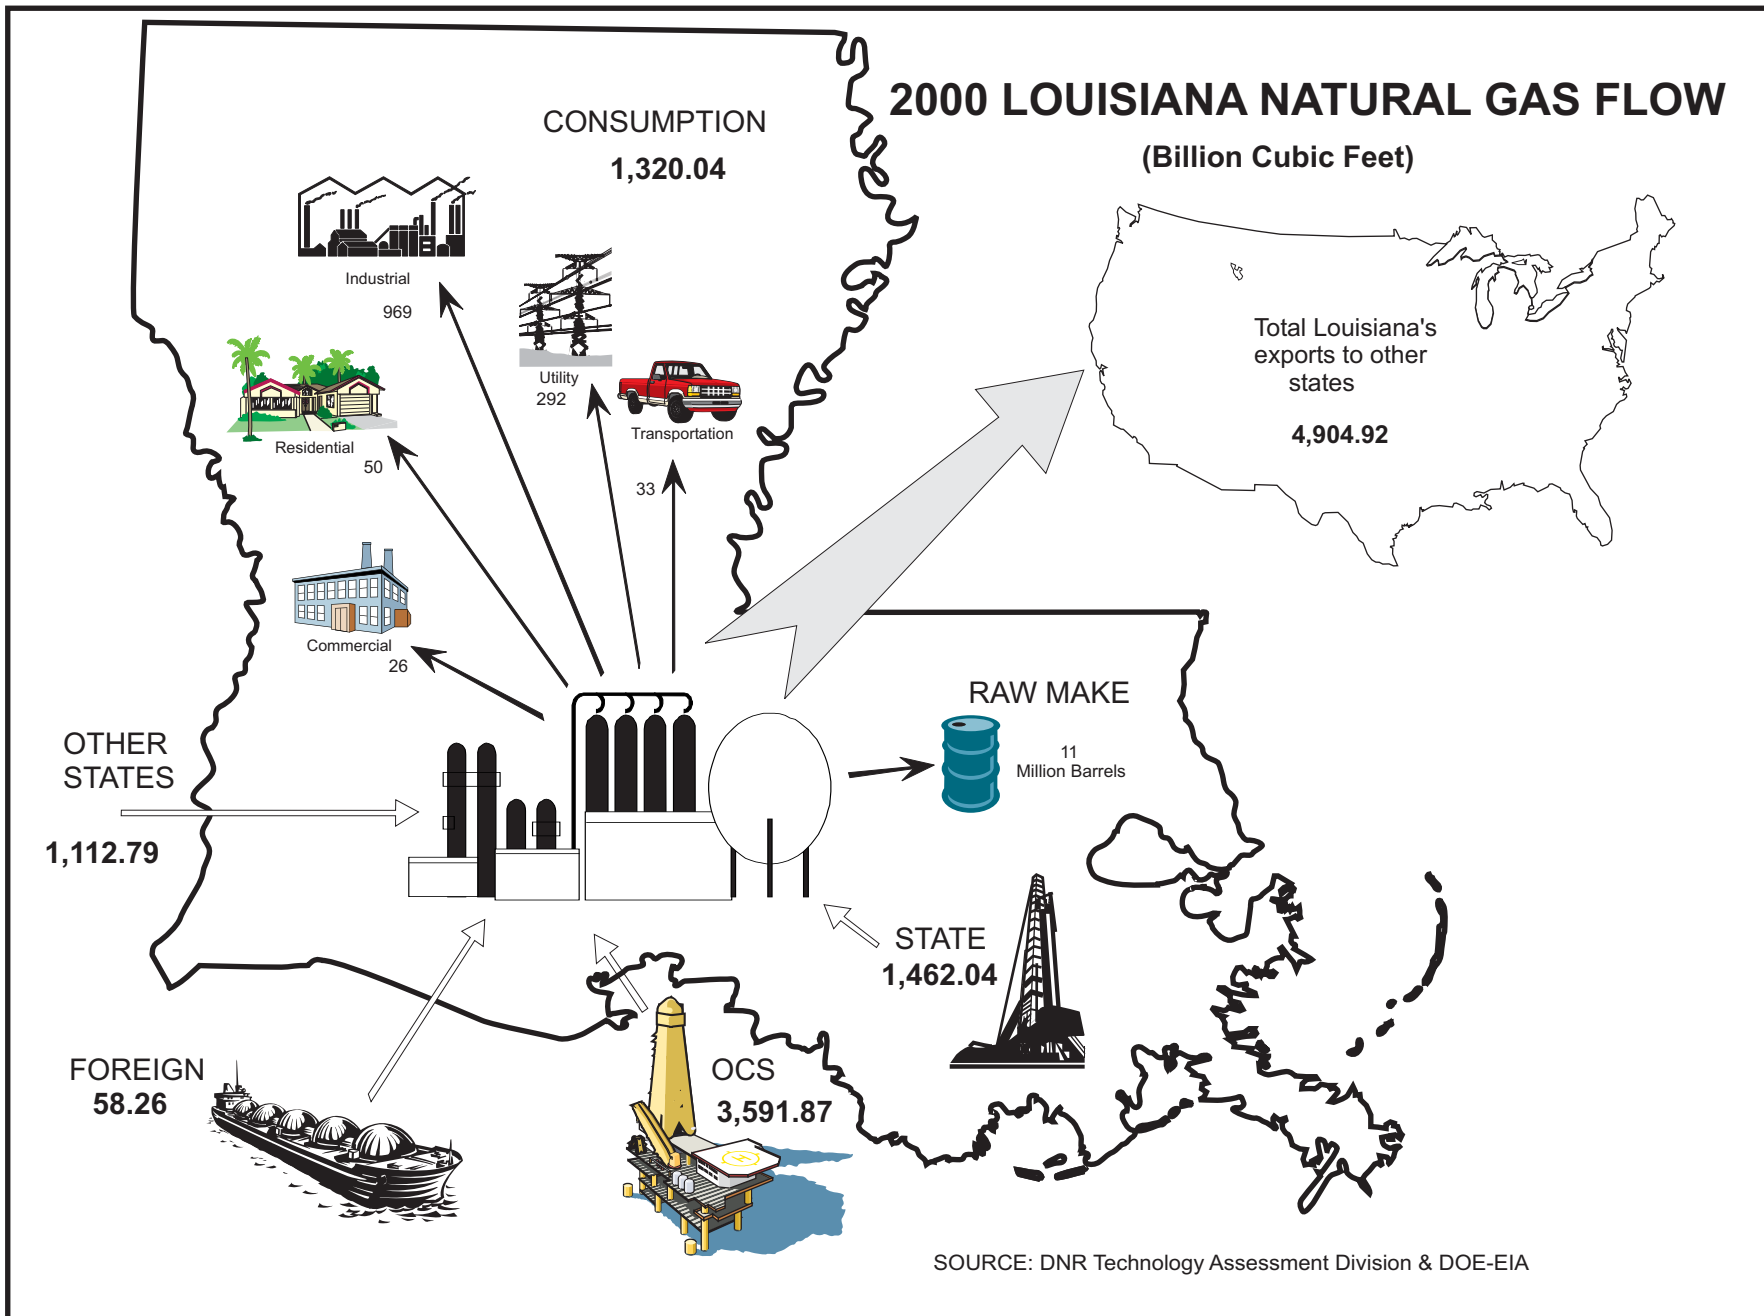 2000 LOUISIANA NATURAL GAS FLOW
(Billion Cubic Feet)
CONSUMPTION
1,320.04
Industrial
969
Utility
292
Transportation
33
Residential
50
Commercial
26
Total Louisiana's
exports to other
states
4,904.92
RAW MAKE
11
Million Barrels
OTHER
STATES
1,112.79
STATE
1,462.04
FOREIGN
58.26
OCS
3,591.87
H
SOURCE: DNR Technology Assessment Division & DOE-EIA